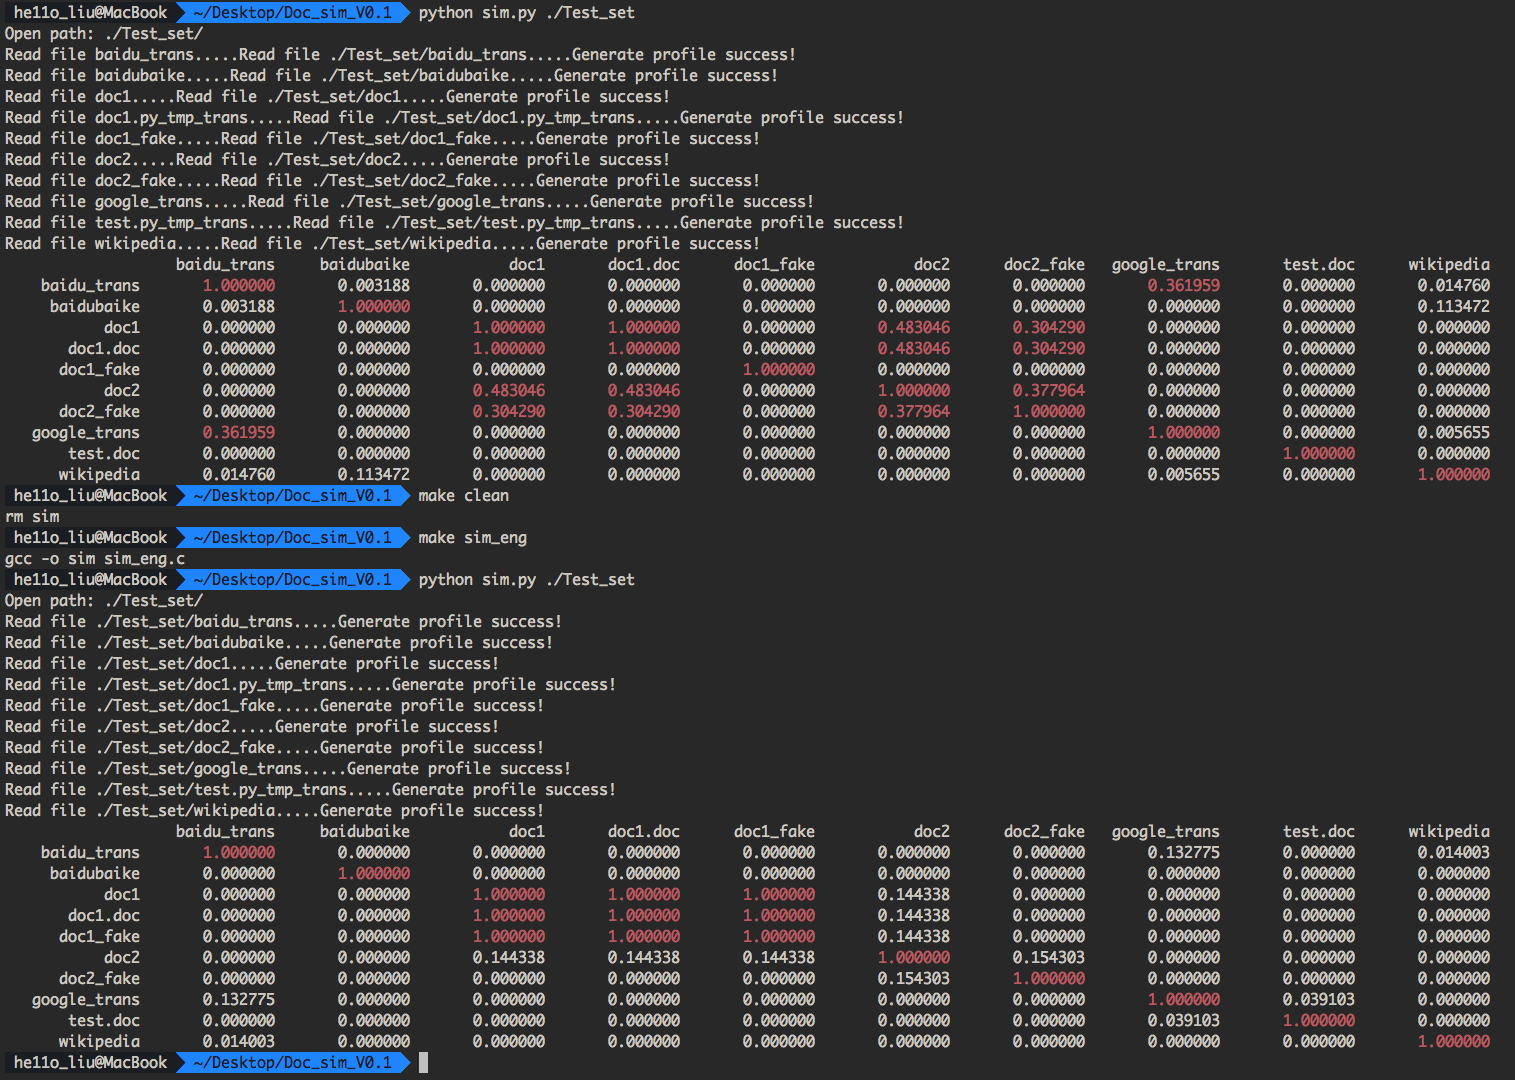 he11o_liu@MacBook ~/Desktop/Doc_sim_V0.1 python sim.py ./Test_set
Open path: ./Test_set/
Read file baidu_trans.....Read file ./Test_set/baidu_trans.....Generate profile success!
Read file baidubaike.....Read file ./Test_set/baidubaike.....Generate profile success!
Read file doc1.....Read file ./Test_set/doc1.....Generate profile success!
Read file doc1.py_tmp_trans.....Read file ./Test_set/doc1.py_tmp_trans.....Generate profile success!
Read file doc1_fake.....Read file ./Test_set/doc1_fake.....Generate profile success!
Read file doc2.....Read file ./Test_set/doc2.....Generate profile success!
Read file doc2_fake.....Read file ./Test_set/doc2_fake.....Generate profile success!
Read file google_trans.....Read file ./Test_set/google_trans.....Generate profile success!
Read file test.py_tmp_trans.....Read file ./Test_set/test.py_tmp_trans.....Generate profile success!
Read file wikipedia.....Read file ./Test_set/wikipedia.....Generate profile success!
baidu_trans baidubaike doc1 doc1.doc doc1_fake doc2 doc2_fake google_trans test.doc wikipedia
baidu_trans 1.000000 0.003188 0.000000 0.000000 0.000000 0.000000 0.000000 0.361959 0.000000 0.014760
baidubaike 0.003188 1.000000 0.000000 0.000000 0.000000 0.000000 0.000000 0.000000 0.000000 0.113472
doc1 0.000000 0.000000 1.000000 1.000000 0.000000 0.483046 0.304290 0.000000 0.000000 0.000000
doc1.doc 0.000000 0.000000 1.000000 1.000000 0.000000 0.483046 0.304290 0.000000 0.000000 0.000000
doc1_fake 0.000000 0.000000 0.000000 0.000000 1.000000 0.000000 0.000000 0.000000 0.000000 0.000000
doc2 0.000000 0.000000 0.483046 0.483046 0.000000 1.000000 0.377964 0.000000 0.000000 0.000000
doc2_fake 0.000000 0.000000 0.304290 0.304290 0.000000 0.377964 1.000000 0.000000 0.000000 0.000000
google_trans 0.361959 0.000000 0.000000 0.000000 0.000000 0.000000 0.000000 1.000000 0.000000 0.005655
test.doc 0.000000 0.000000 0.000000 0.000000 0.000000 0.000000 0.000000 0.000000 1.000000 0.000000
wikipedia 0.014760 0.113472 0.000000 0.000000 0.000000 0.000000 0.000000 0.005655 0.000000 1.000000
he11o_liu@MacBook ~/Desktop/Doc_sim_V0.1 make clean
rm sim
he11o_liu@MacBook ~/Desktop/Doc_sim_V0.1 make sim_eng
gcc -o sim sim_eng.c
he11o_liu@MacBook ~/Desktop/Doc_sim_V0.1 python sim.py ./Test_set
Open path: ./Test_set/
Read file ./Test_set/baidu_trans.....Generate profile success!
Read file ./Test_set/baidubaike.....Generate profile success!
Read file ./Test_set/doc1.....Generate profile success!
Read file ./Test_set/doc1.py_tmp_trans.....Generate profile success!
Read file ./Test_set/doc1_fake.....Generate profile success!
Read file ./Test_set/doc2.....Generate profile success!
Read file ./Test_set/doc2_fake.....Generate profile success!
Read file ./Test_set/google_trans.....Generate profile success!
Read file ./Test_set/test.py_tmp_trans.....Generate profile success!
Read file ./Test_set/wikipedia.....Generate profile success!
baidu_trans baidubaike doc1 doc1.doc doc1_fake doc2 doc2_fake google_trans test.doc wikipedia
baidu_trans 1.000000 0.000000 0.000000 0.000000 0.000000 0.000000 0.000000 0.132775 0.000000 0.014003
baidubaike 0.000000 1.000000 0.000000 0.000000 0.000000 0.000000 0.000000 0.000000 0.000000 0.000000
doc1 0.000000 0.000000 1.000000 1.000000 1.000000 0.144338 0.000000 0.000000 0.000000 0.000000
doc1.doc 0.000000 0.000000 1.000000 1.000000 1.000000 0.144338 0.000000 0.000000 0.000000 0.000000
doc1_fake 0.000000 0.000000 1.000000 1.000000 1.000000 0.144338 0.000000 0.000000 0.000000 0.000000
doc2 0.000000 0.000000 0.144338 0.144338 0.144338 1.000000 0.154303 0.000000 0.000000 0.000000
doc2_fake 0.000000 0.000000 0.000000 0.000000 0.000000 0.154303 1.000000 0.000000 0.000000 0.000000
google_trans 0.132775 0.000000 0.000000 0.000000 0.000000 0.000000 0.000000 1.000000 0.039103 0.000000
test.doc 0.000000 0.000000 0.000000 0.000000 0.000000 0.000000 0.000000 0.039103 1.000000 0.000000
wikipedia 0.014003 0.000000 0.000000 0.000000 0.000000 0.000000 0.000000 0.000000 0.000000 1.000000
he11o_liu@MacBook ~/Desktop/Doc_sim_V0.1